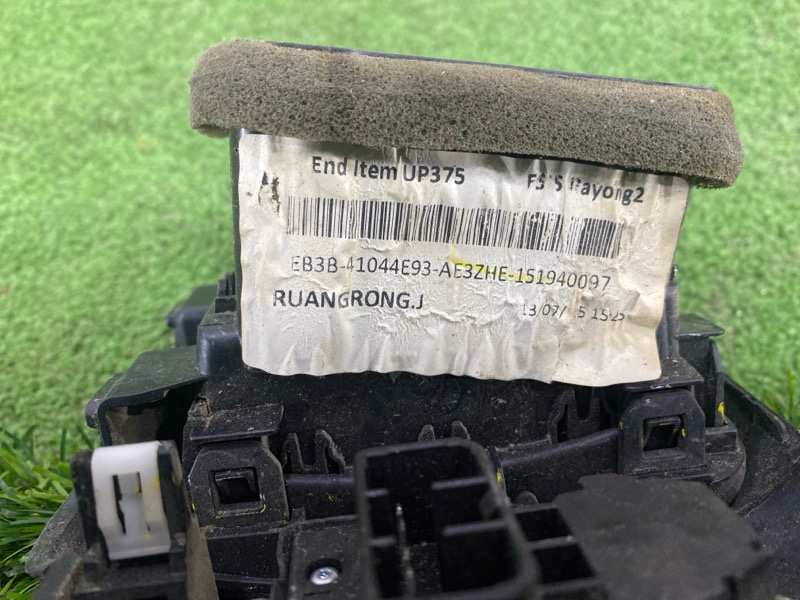 End Item UP375
EB3B-41044E93-AE3ZHE-151940097
RUANGRONG.J